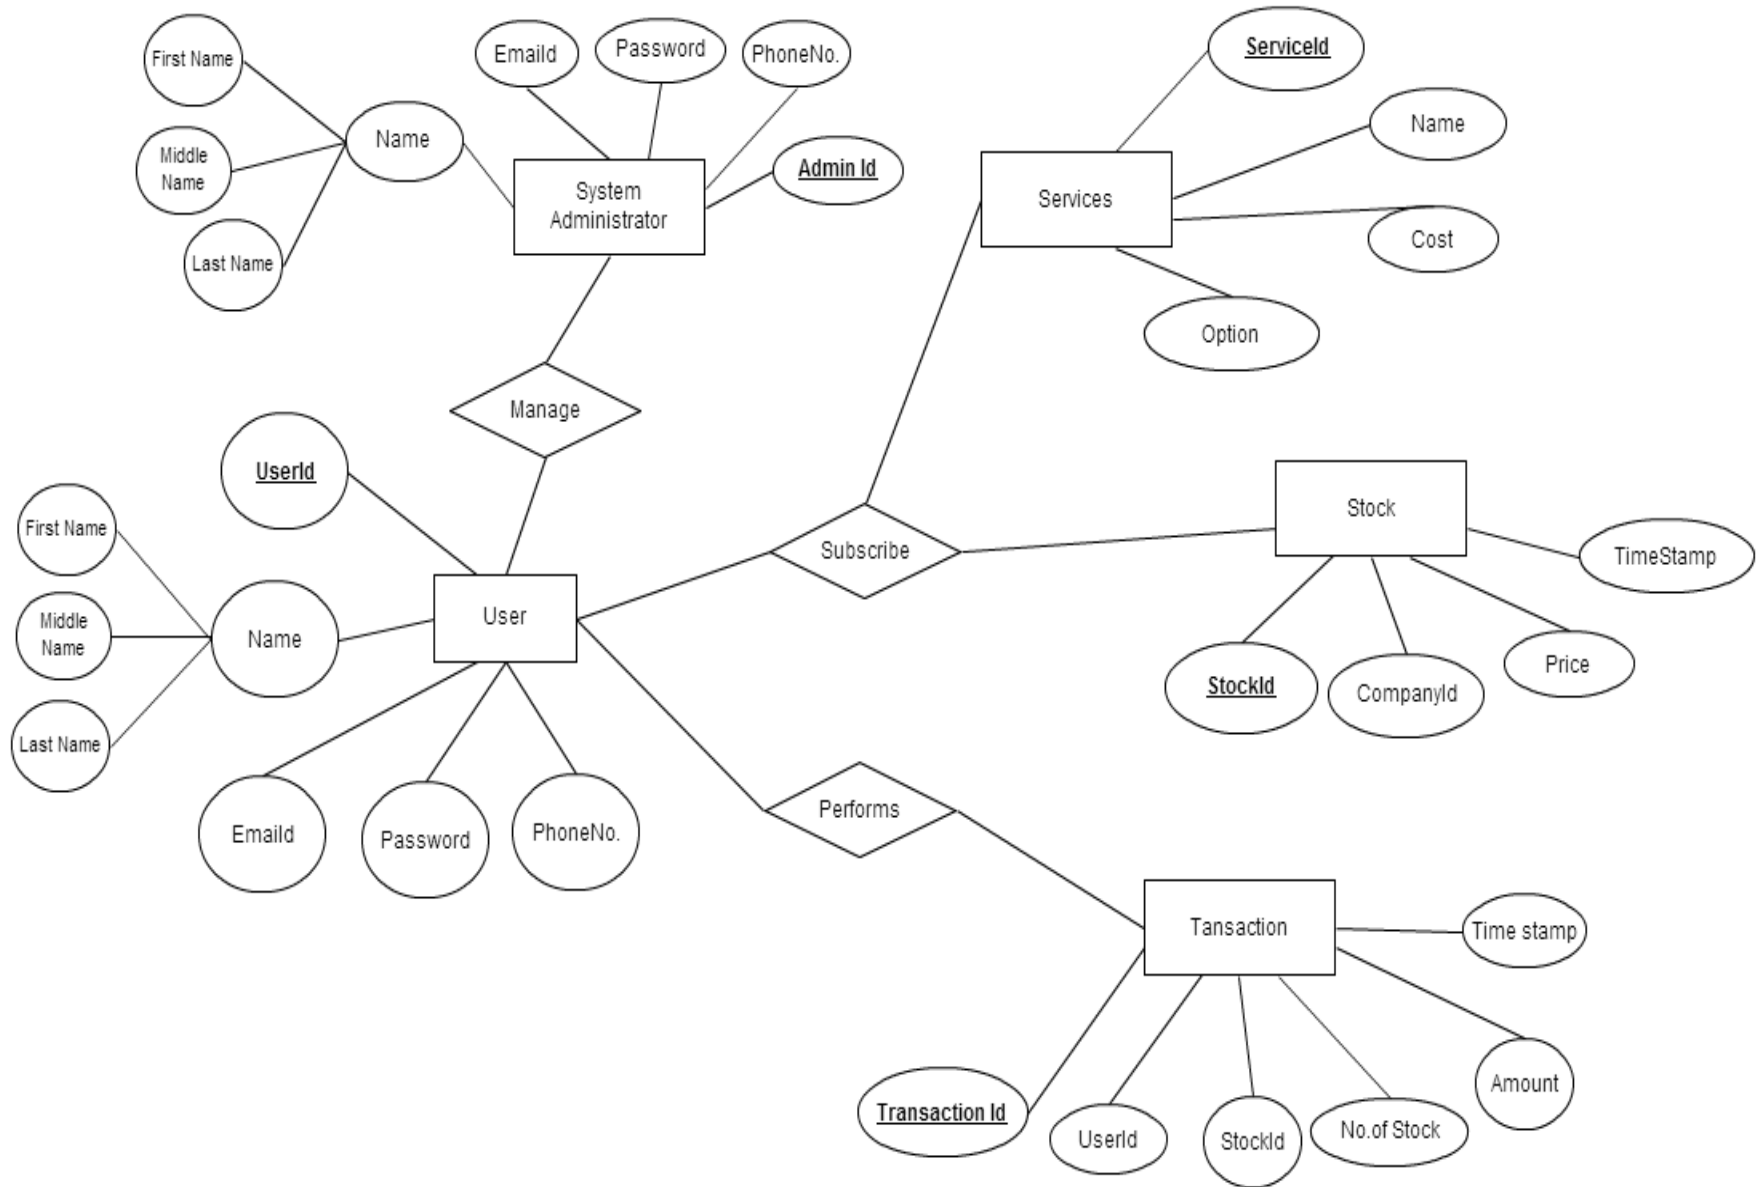 First Name
Middle
Name
Last Name
Name
EmaiId
Password
PhoneNo.
Admin Id
System
Administrator
ServiceId
Name
Cost
Option
Services
Manage
UserId
First Name
Middle
Name
Last Name
Name
User
EmaiId
Password
PhoneNo.
Subscribe
Stock
TimeStamp
StockId
CompanyId
Price
Performs
Tansaction
Time stamp
Transaction Id
UserId
StockId
No.of Stock
Amount